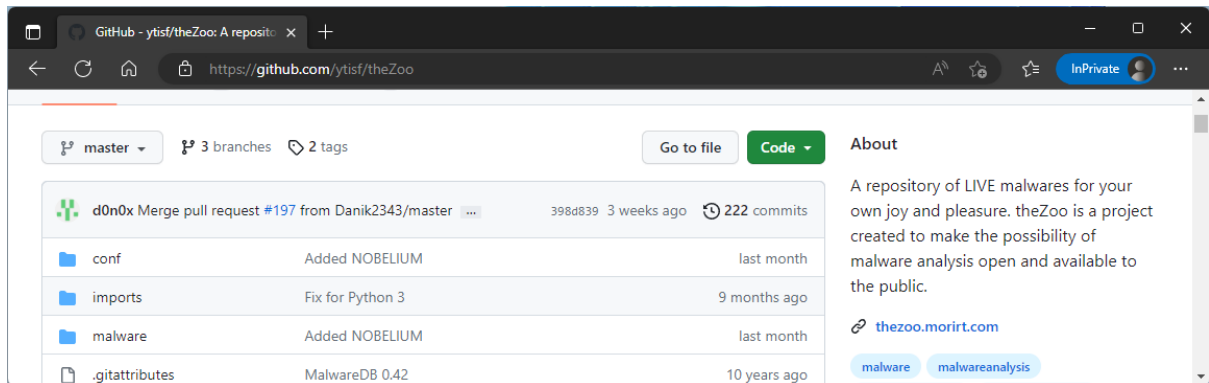 GitHub - ytisf/theZoo: A reposito
https://github.com/ytisf/theZoo
InPrivate
master
3 branches
2 tags
Go to file
Code
d0n0x Merge pull request #197 from Danik2343/master ...
398d839 3 weeks ago
222 commits
conf Added NOBELIUM last month
imports Fix for Python 3 9 months ago
malware Added NOBELIUM last month
.gitattributes MalwareDB 0.42 10 years ago
About
A repository of LIVE malwares for your
own joy and pleasure. theZoo is a project
created to make the possibility of
malware analysis open and available to
the public.
thezoo.morirt.com
malware malwareanalysis